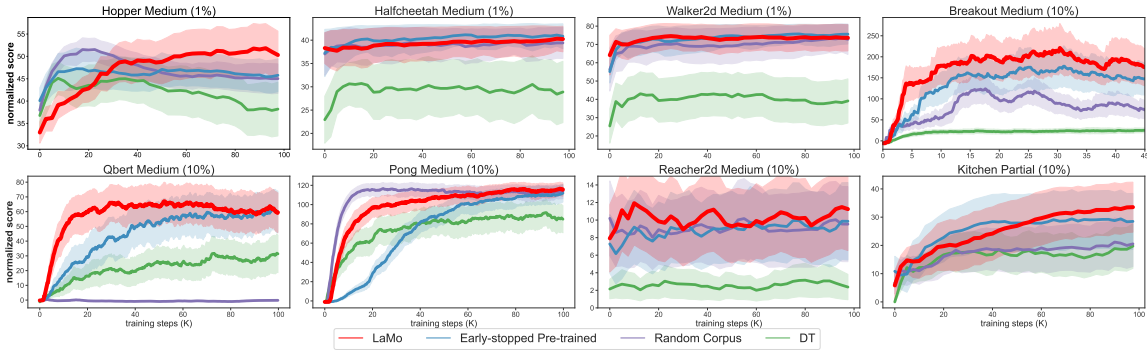 Hopper Medium (1%)
Halfcheetah Medium (1%)
Walker2d Medium (1%)
Breakout Medium (10%)
normalized score
55
50
45
40
35
30
0 20 40 60 80 100
40
35
30
25
20
0 20 40 60 80 100
80
70
60
50
40
30
20
0 20 40 60 80 100
250
200
150
100
50
0
0 5 10 15 20 25 30 35 40 45
Qbert Medium (10%)
Pong Medium (10%)
Reacher2d Medium (10%)
Kitchen Partial (10%)
normalized score
80
70
60
50
40
30
20
10
0
0 20 40 60 80 100
training steps (K)
120
100
80
60
40
20
0
0 20 40 60 80 100
training steps (K)
14
12
10
8
6
4
2
0
0 20 40 60 80 100
training steps (K)
40
30
20
10
0
0 20 40 60 80 100
training steps (K)
LaMo Early-stopped Pre-trained Random Corpus DT